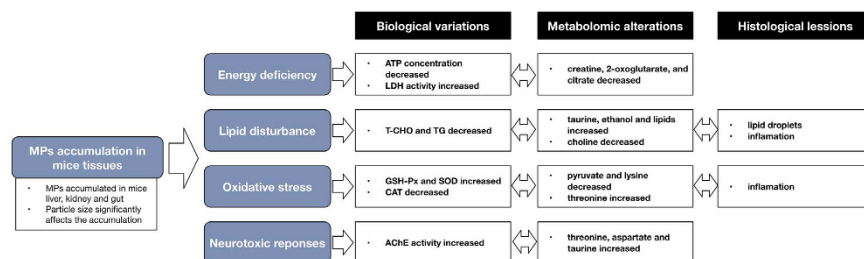 Biological variations
Metabolomic alterations
Histological lessions
Energy deficiency
ATP concentration
decreased
LDH activity increased
creatine, 2-oxoglutarate, and
citrate decreased
Lipid disturbance
T-CHO and TG decreased
taurine, ethanol and lipids
increased
choline decreased
lipid droplets
inflamation
MPs accumulation in
mice tissues
MPs accumulated in mice
liver, kidney and gut
Particle size significantly
affects the accumulation
Oxidative stress
GSH-Px and SOD increased
CAT decreased
pyruvate and lysine
decreased
threonine increased
inflamation
Neurotoxic reponses
AChE activity increased
threonine, aspartate and
taurine increased